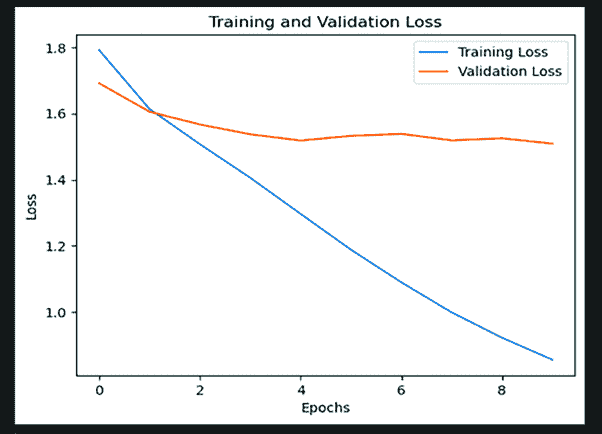 Training and Validation Loss
Training Loss
Validation Loss
1.8
1.6
1.4
1.2
1.0
Loss
0 2 4 6 8
Epochs